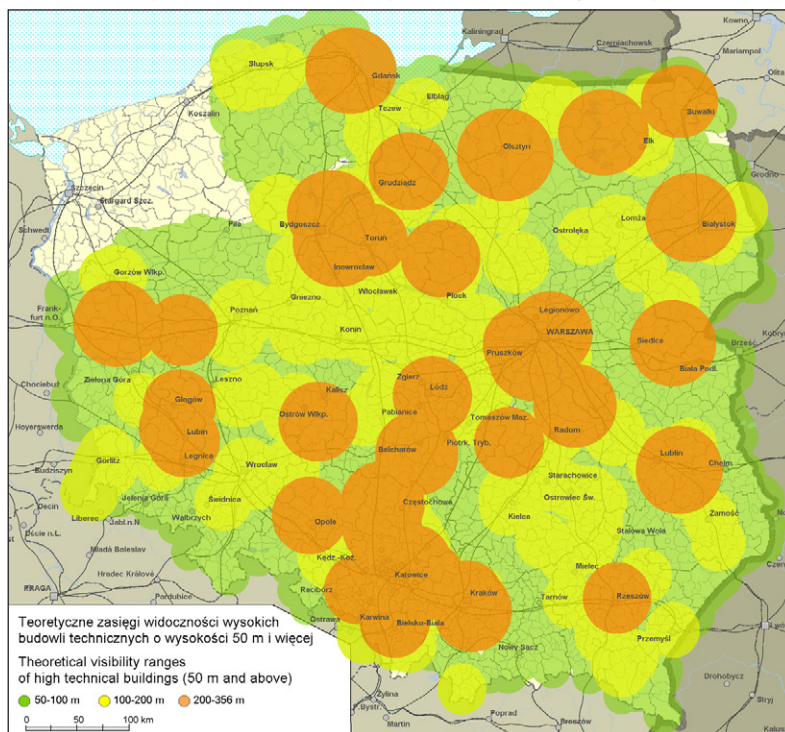 Kaliningrad
Kowno
Czerniachowsk
Mariampol
Olita
Słupsk
Gdańsk
Koszalin
Tczew
Elbląg
Suwałki
Ełk
Olsztyn
Grodno
Szczecin
Stargard Szcz.
Grudziądz
Schwedt
Piła
Bydgoszcz
Toruń
Ostrołęka
Łomża
Białystok
Inowrocław
Gorzów Wlkp.
Włocławek
Płock
Gniezno
Frank-
furt n.O.
Poznań
Konin
Legionowo
WARSZAWA
Pruszków
Siedlce
Brześć
Kobry
Biała Podl.
Chociebuż
Zielona Góra
Leszno
Kalisz
Zgierz
Łódź
Głogów
Ostrów Wlkp.
Pabianice
Tomaszów Maz.
Hoyerswerda
Lubin
Radom
Legnica
Bełchatów
Piotrk. Tryb.
Lublin
Chełm
Budziszyn
Görlitz
Wrocław
Starachowice
Jelenia Góra
Świdnica
Częstochowa
Ostrowiec Św.
Decin
Liberec
Jabl.n.N
Wałbrzych
Opole
Kielce
Zamość
Ústie n.L.
Mladá Boleslav
Kędz.-Koź.
Stalowa Wola
Hradec Králové
Katowice
Mielec
PRAGA
Pardubice
Racibórz
Kraków
Tarnów
Rzeszów
Ostrawa
Karwina
Bielsko-Biała
Przemyśl
Nowy Sącz
Teoretyczne zasięgi widoczności wysokich
budowli technicznych o wysokości 50 m i więcej
Theoretical visibility ranges
of high technical buildings (50 m and above)
50-100 m
100-200 m
200-356 m
0
50
100 km
Žylina
P.Bystr.
Martin
Poprad
Drohobycz
Stryj
Kałus